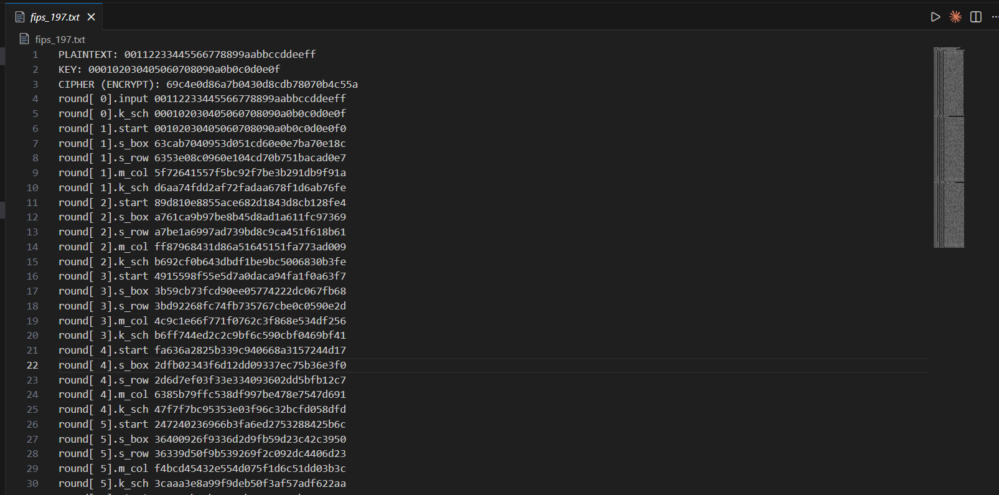 fips_197.txt
fips_197.txt
1 PLAINTEXT: 00112233445566778899aabbccddeeff
2 KEY: 000102030405060708090a0b0c0d0e0f
3 CIPHER (ENCRYPT): 69c4e0d86a7b0430d8cdb78070b4c55a
4 round[ 0].input 00112233445566778899aabbccddeeff
5 round[ 0].k_sch 000102030405060708090a0b0c0d0e0f
6 round[ 1].start 00102030405060708090a0b0c0d0e0f0
7 round[ 1].s_box 63cab7040953d051cd60e0e7ba70e18c
8 round[ 1].s_row 6353e08c0960e104cd70b751bacad0e7
9 round[ 1].m_col 5f72641557f5bc92f7be3b291db9f91a
10 round[ 1].k_sch d6aa74fdd2af72fadaa678f1d6ab76fe
11 round[ 2].start 89d810e8855ace682d1843d8cb128fe4
12 round[ 2].s_box a761ca9b97be8b45d8ad1a611fc97369
13 round[ 2].s_row a7be1a6997ad739bd8c9ca451f618b61
14 round[ 2].m_col ff87968431d86a51645151fa773ad009
15 round[ 2].k_sch b692cf0b643dbdf1be9bc5006830b3fe
16 round[ 3].start 4915598f55e5d7a0daca94fa1f0a63f7
17 round[ 3].s_box 3b59cb73fcd90ee05774222dc067fb68
18 round[ 3].s_row 3bd92268fc74fb735767cbe0c0590e2d
19 round[ 3].m_col 4c9c1e66f771f0762c3f868e534df256
20 round[ 3].k_sch b6ff744ed2c2c9bf6c590cbf0469bf41
21 round[ 4].start fa636a2825b339c940668a3157244d17
22 round[ 4].s_box 2dfb02343f6d12dd09337ec75b36e3f0
23 round[ 4].s_row 2d6d7ef03f33e334093602dd5bfb12c7
24 round[ 4].m_col 6385b79ffc538df997be478e7547d691
25 round[ 4].k_sch 47f7f7bc95353e03f96c32bcfd058dfd
26 round[ 5].start 247240236966b3fa6ed2753288425b6c
27 round[ 5].s_box 36400926f9336d2d9fb59d23c42c3950
28 round[ 5].s_row 36339d50f9b539269f2c092dc4406d23
29 round[ 5].m_col f4bcd45432e554d075f1d6c51dd03b3c
30 round[ 5].k_sch 3caaa3e8a99f9deb50f3af57adf622aa